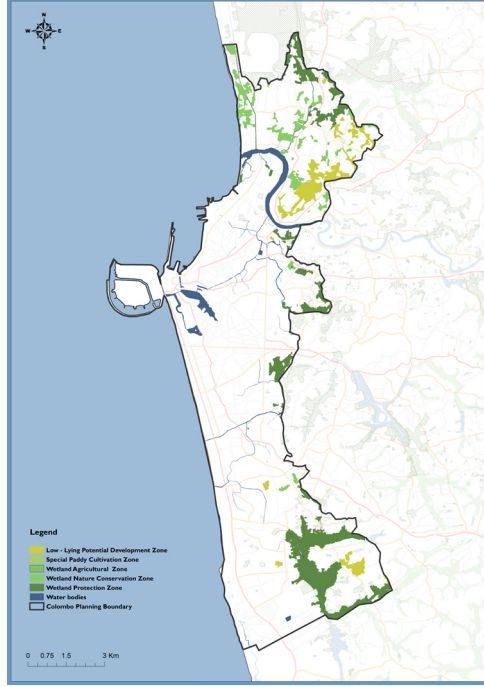 N
W E
S
Legend
Low - Lying Potential Development Zone
Special Paddy Cultivation Zone
Wetland Agricultural Zone
Wetland Nature Conservation Zone
Wetland Protection Zone
Water bodies
Colombo Planning Boundary
0 0.75 1.5 3 Km